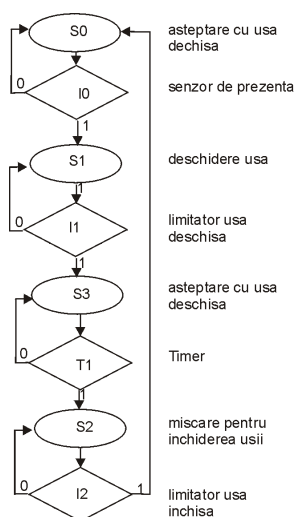 S0
asteptare cu usa
dechisa
0
I0
senzor de prezenta
1
S1
deschidere usa
1
0
I1
limitator usa
deschisa
1
S3
asteptare cu usa
deschisa
0
T1
Timer
1
S2
miscare pentru
inchiderea usii
0
I2
1
limitator usa
inchisa